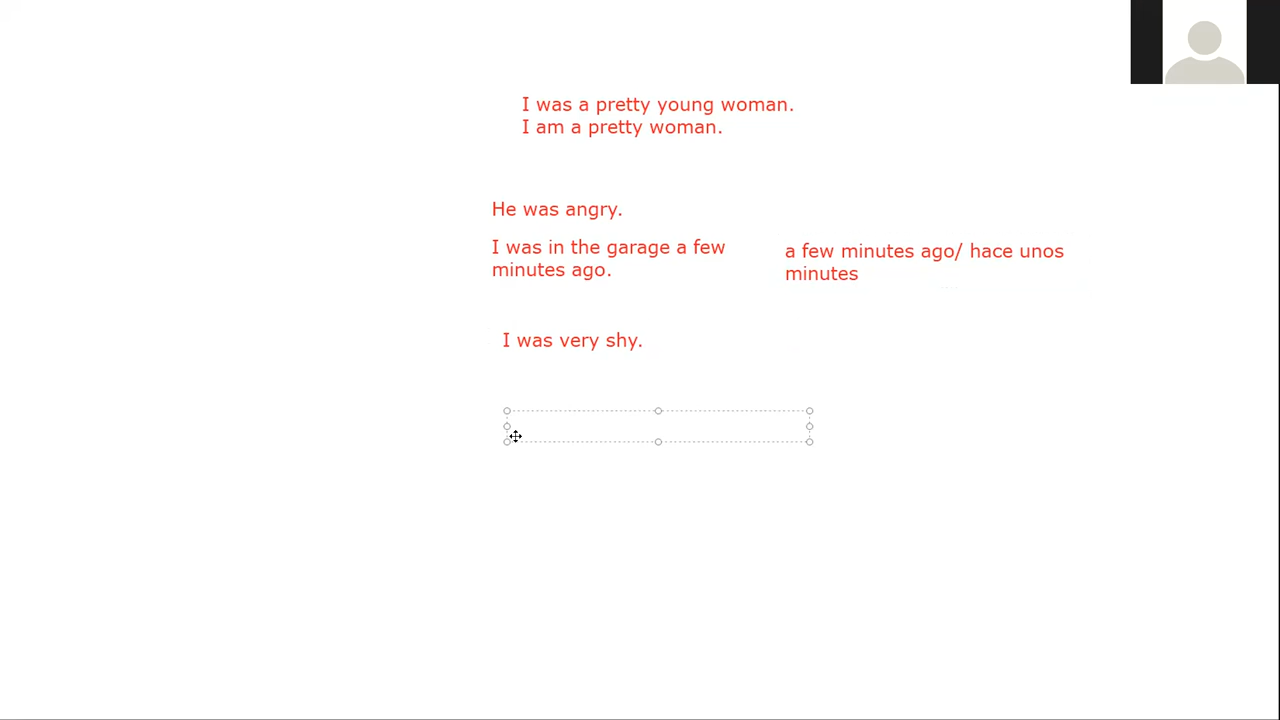 I was a pretty young woman.
I am a pretty woman.
He was angry.
I was in the garage a few
minutes ago.
a few minutes ago/ hace unos
minutes
I was very shy.